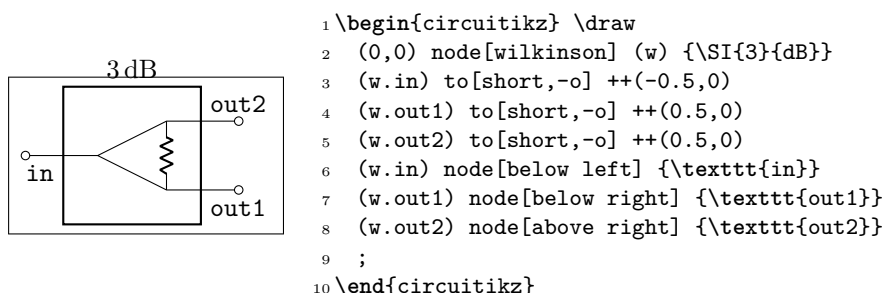 3 dB
out2
in
out1
1 \begin{circuitikz} \draw
2 (0,0) node[wilkinson] (w) {\SI{3}{dB}}
3 (w.in) to[short,-o] ++(-0.5,0)
4 (w.out1) to[short,-o] ++(0.5,0)
5 (w.out2) to[short,-o] ++(0.5,0)
6 (w.in) node[below left] {\texttt{in}}
7 (w.out1) node[below right] {\texttt{out1}}
8 (w.out2) node[above right] {\texttt{out2}}
9 ;
10 \end{circuitikz}